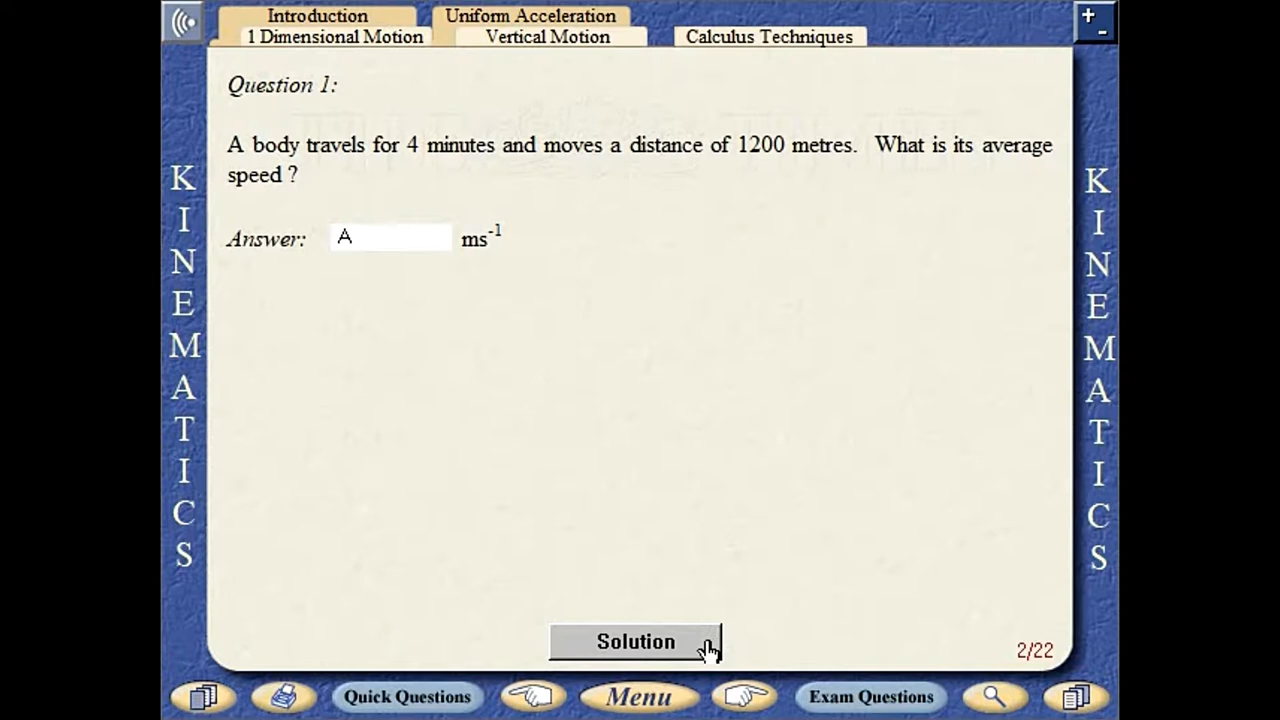 Introduction
Uniform Acceleration
+
-
1 Dimensional Motion
Vertical Motion
Calculus Techniques
Question 1:
A body travels for 4 minutes and moves a distance of 1200 metres. What is its average
speed ?
Answer: A ms-1
KINEMATICS
KINEMATICS
Solution
2/22
Quick Questions
Menu
Exam Questions